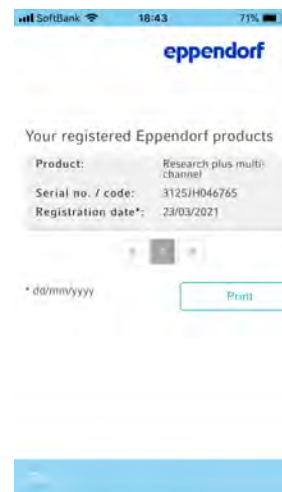 SoftBank 18:43 71%
eppendorf
Your registered Eppendorf products
Product: Research plus multi-
channel
Serial no. / code: 3125JH046765
Registration date*: 23/03/2021
* dd/mm/yyyy Print